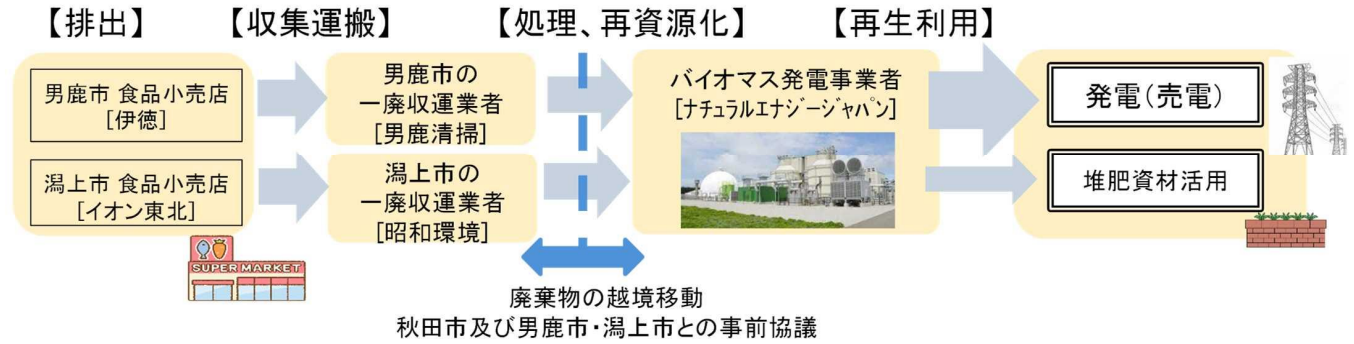 【排出】
【収集運搬】
【処理、再資源化】
【再生利用】
男鹿市 食品小売店
[伊徳]
潟上市 食品小売店
[イオン東北]
SUPER MARKET
男鹿市の
一廃収運業者
[男鹿清掃]
潟上市の
一廃収運業者
[昭和環境]
バイオマス発電事業者
[ナチュラルエナジージャパン]
発電(売電)
堆肥資材活用
廃棄物の越境移動
秋田市及び男鹿市・潟上市との事前協議